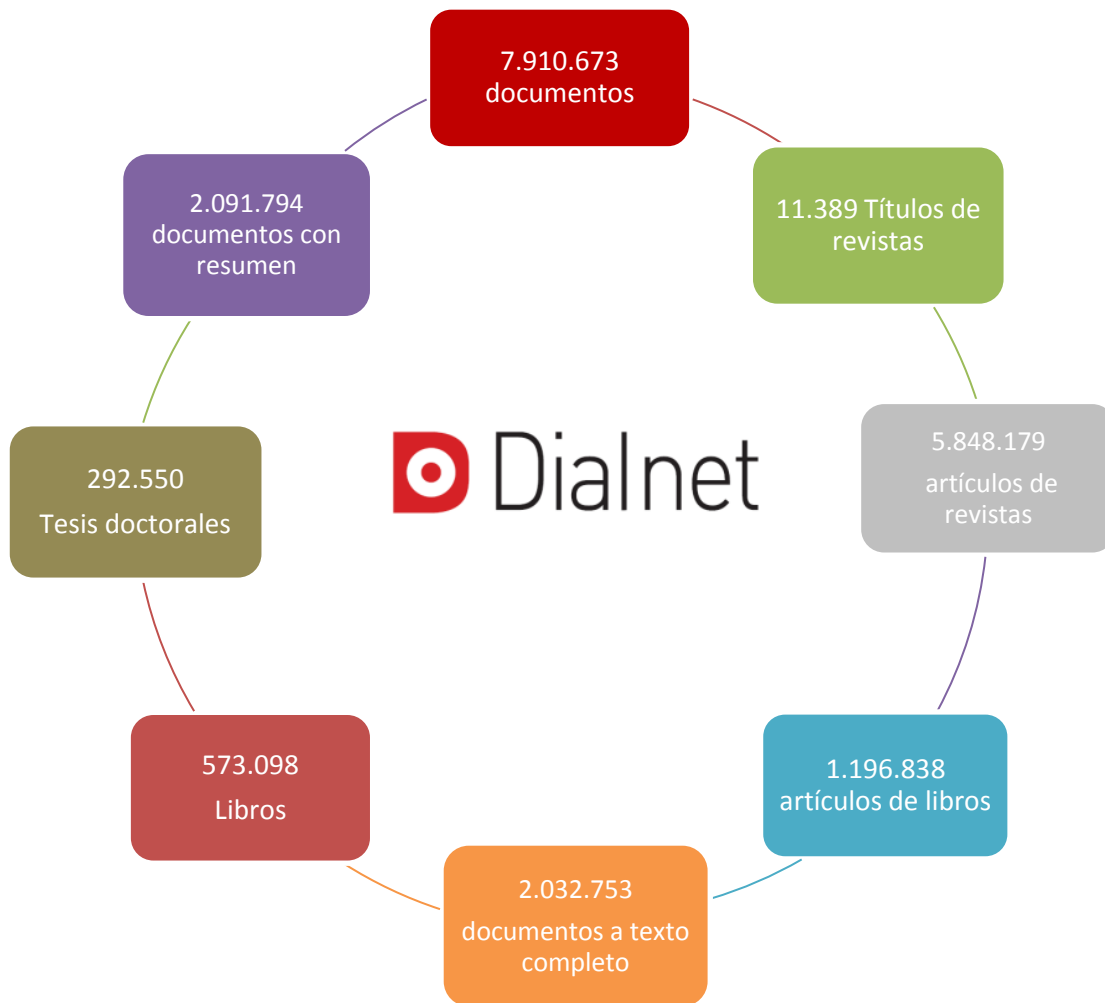 7.910.673
documentos
11.389 Títulos de
revistas
5.848.179
artículos de
revistas
1.196.838
artículos de libros
2.032.753
documentos a texto
completo
573.098
Libros
292.550
Tesis doctorales
2.091.794
documentos con
resumen
Dialnet